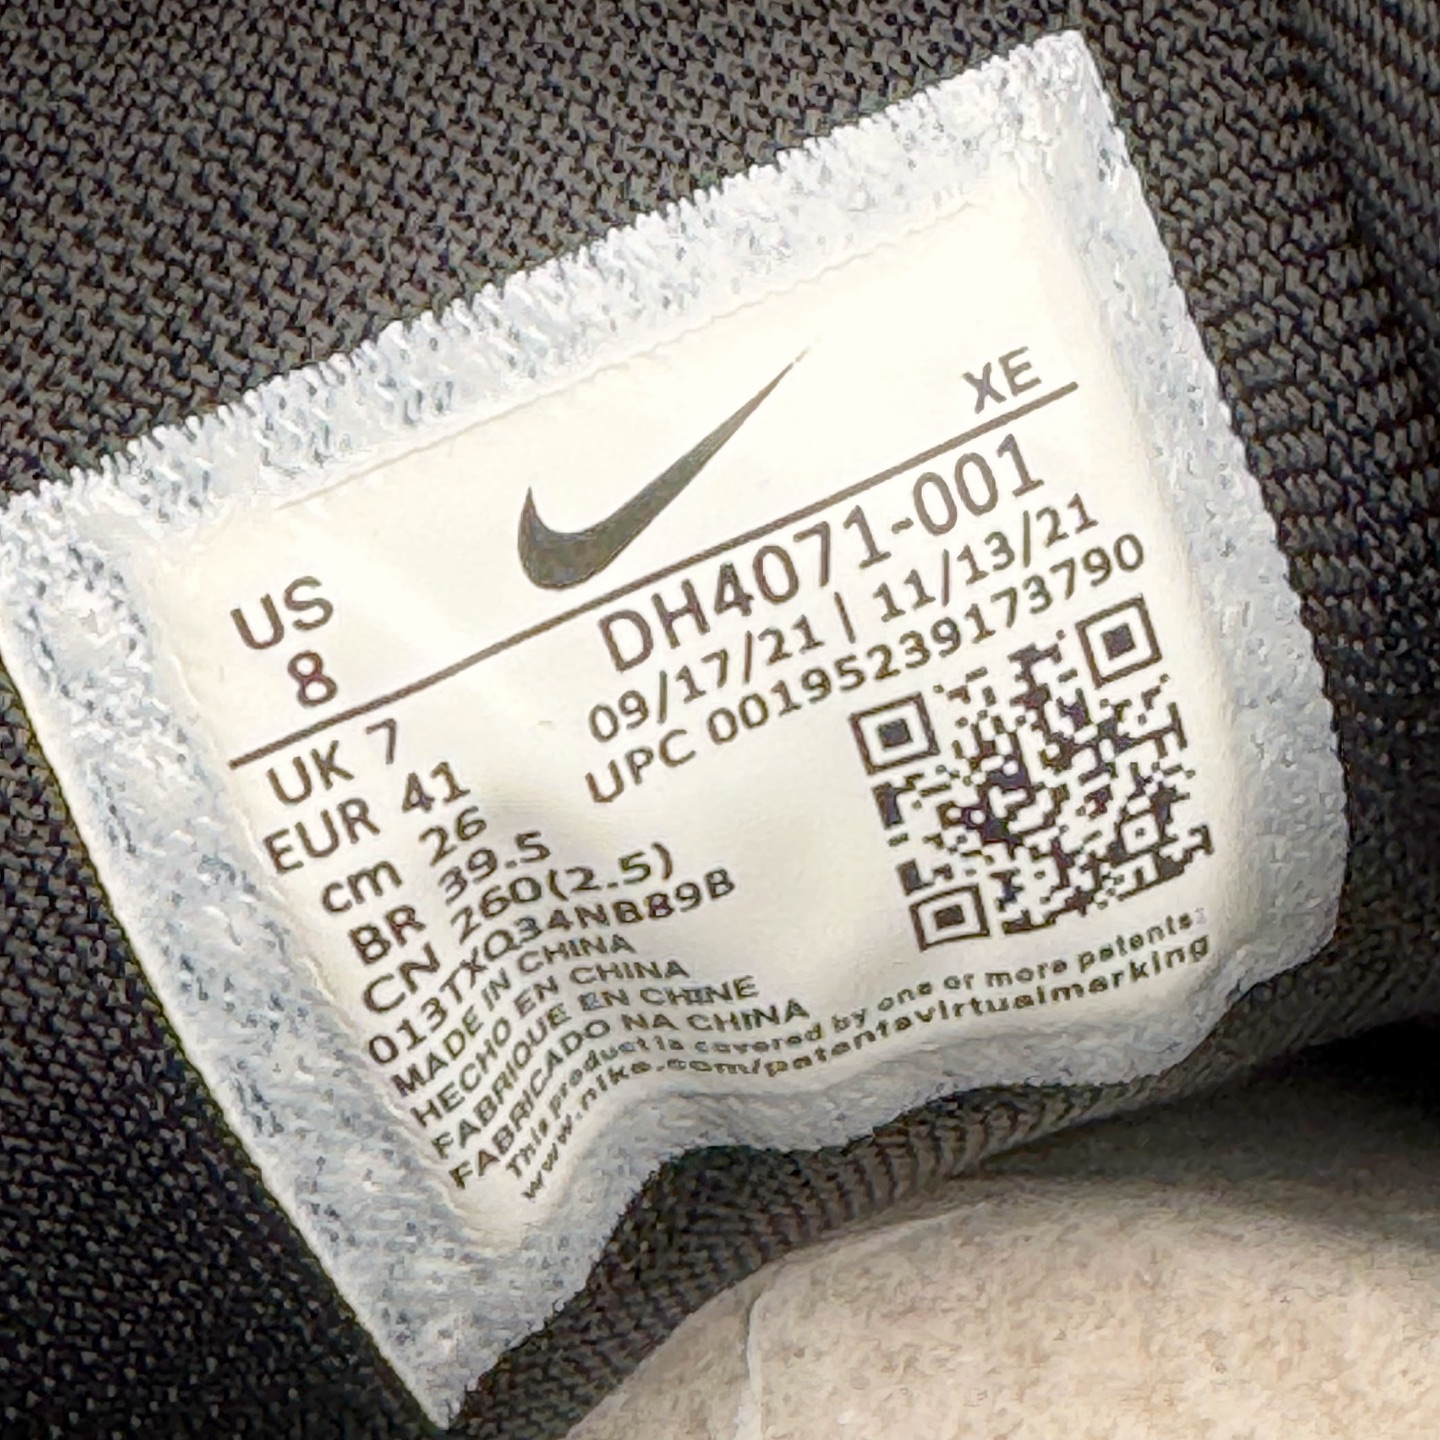 XE
US
8
DH4071-001
09/17/21 | 11/13/21
UPC 00195239173790
UK 7
EUR 41
cm 26
BR 39.5
CN 260(2.5)
013TXQ34NB89B
MADE IN CHINA
HECHO EN CHINA
FABRIQUE EN CHINE
FABRICADO NA CHINA
This product is covered by one or more patents:
www.nike.com/patentsvirtualmarking